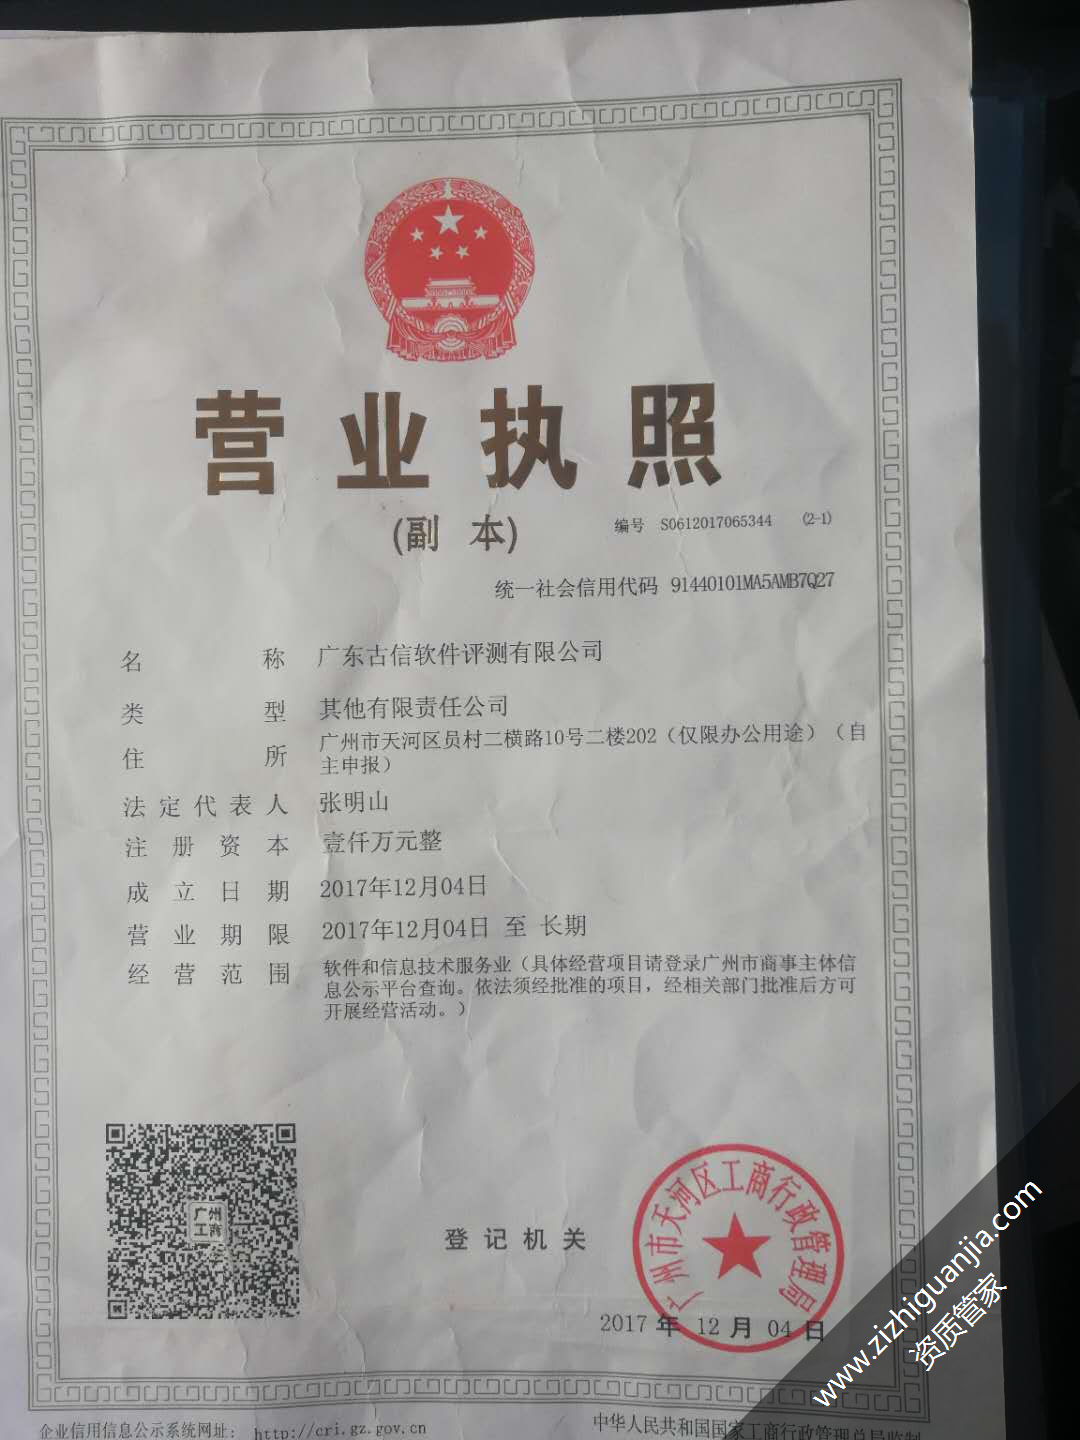 营业执照
(副 本)
编号 S0612017065344 (2-1)
统一社会信用代码 91440101MA5AMB7Q27
名称 广东古信软件评测有限公司
类型 其他有限责任公司
住所 广州市天河区员村二横路10号二楼202（仅限办公用途）（自
主申报）
法定代表人 张明山
注册资本 壹仟万元整
成立日期 2017年12月04日
营业期限 2017年12月04日 至 长期
经营范围 软件和信息技术服务业（具体经营项目请登录广州市商事主体信
息公示平台查询。依法须经批准的项目，经相关部门批准后方可
开展经营活动。）
广州
工商
登记机关
广州市天河区工商行政管理局
2017 年 12 月 04 日
www.zizhiguanjia.com
资质管家
企业信用信息公示系统网址： http://cri.gz.gov.cn
中华人民共和国国家工商行政管理总局监制